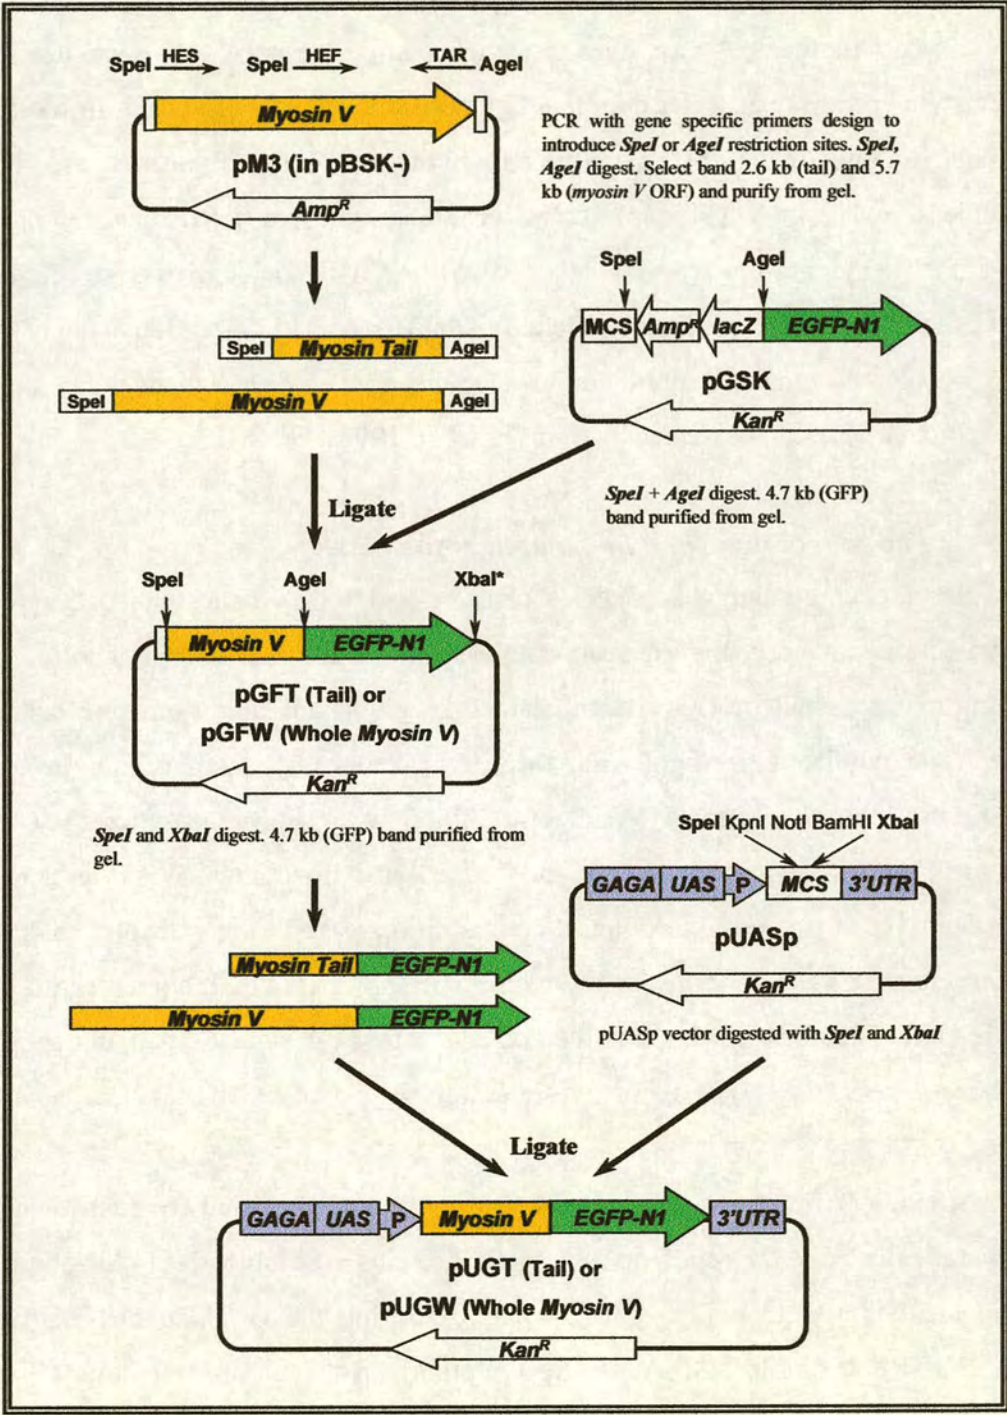 SpeI HES SpeI HEF TAR AgeI
Myosin V
pM3 (in pBSK-)
AmpR
PCR with gene specific primers design to
introduce SpeI or AgeI restriction sites. SpeI,
AgeI digest. Select band 2.6 kb (tail) and 5.7
kb (myosin V ORF) and purify from gel.
SpeI AgeI
MCS AmpR lacZ EGFP-N1
pGSK
KanR
SpeI Myosin Tail AgeI
SpeI Myosin V AgeI
SpeI + AgeI digest. 4.7 kb (GFP)
band purified from gel.
Ligate
SpeI AgeI XbaI*
Myosin V EGFP-N1
pGFT (Tail) or
pGFW (Whole Myosin V)
KanR
SpeI and XbaI digest. 4.7 kb (GFP) band purified from
gel.
SpeI KpnI NotI BamHI XbaI
GAGA UAS P MCS 3'UTR
pUASp
KanR
pUASp vector digested with SpeI and XbaI
Myosin Tail EGFP-N1
Myosin V EGFP-N1
Ligate
GAGA UAS P Myosin V EGFP-N1 3'UTR
pUGT (Tail) or
pUGW (Whole Myosin V)
KanR